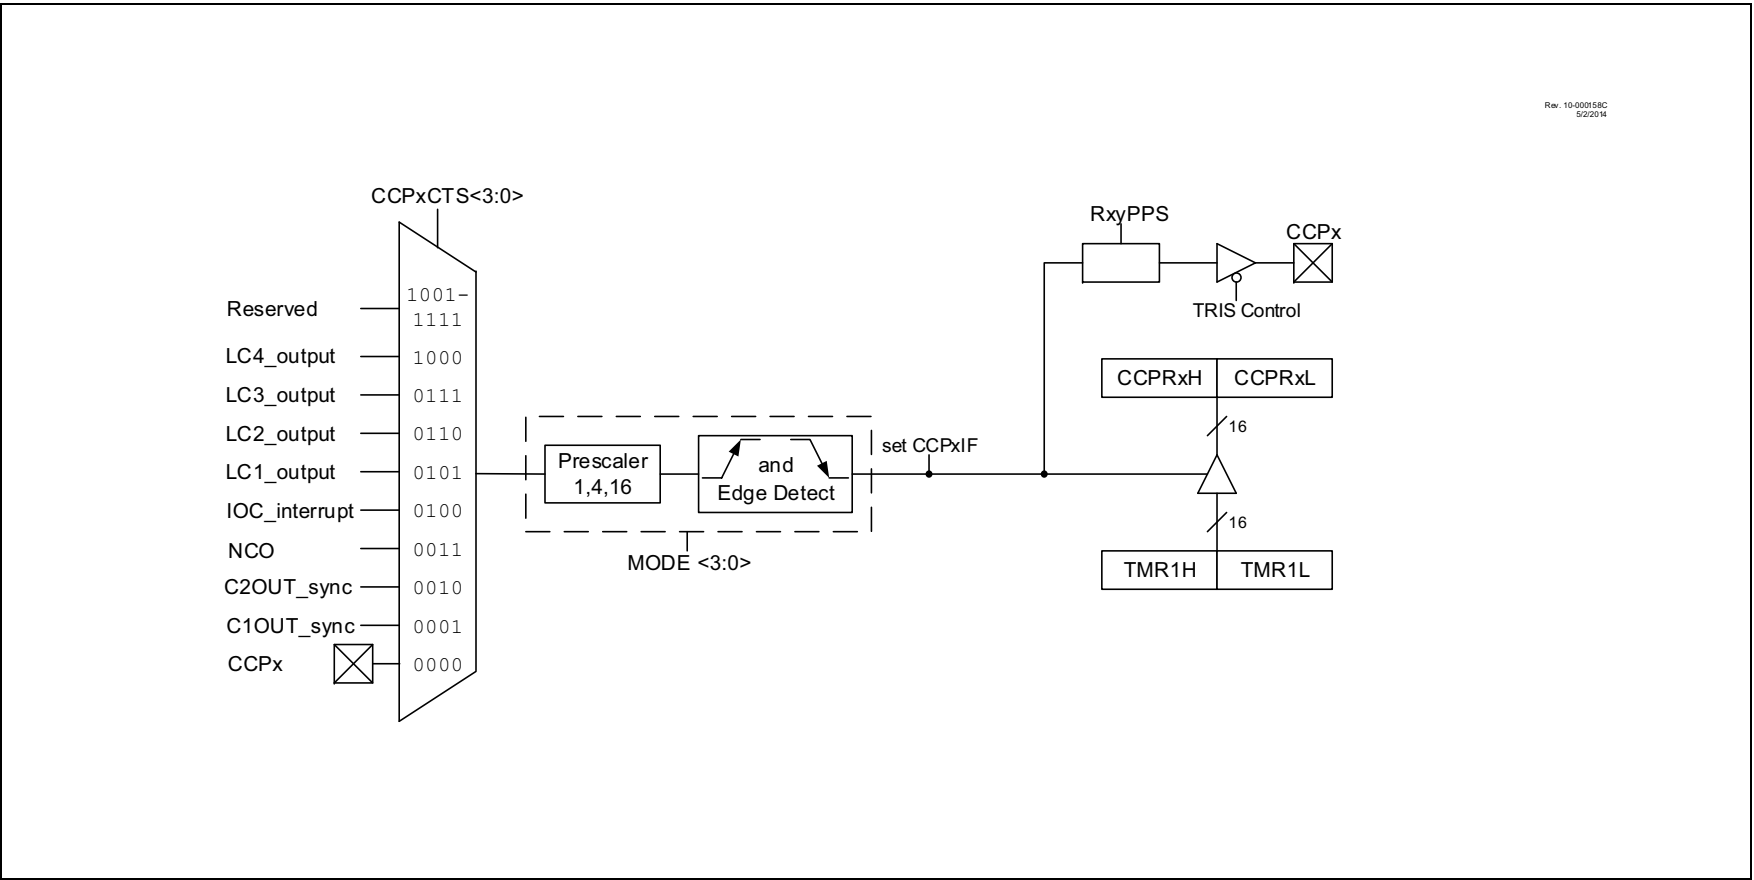 Rev. 10-000158C
5/2/2014
CCPxCTS<3:0>
Reserved
1001-
1111
LC4_output
1000
LC3_output
0111
LC2_output
0110
LC1_output
0101
IOC_interrupt
0100
NCO
0011
C2OUT_sync
0010
C1OUT_sync
0001
CCPx
0000
Prescaler
1,4,16
and
Edge Detect
MODE <3:0>
set CCPxIF
RxyPPS
CCPx
TRIS Control
CCPRxH
CCPRxL
16
16
TMR1H
TMR1L